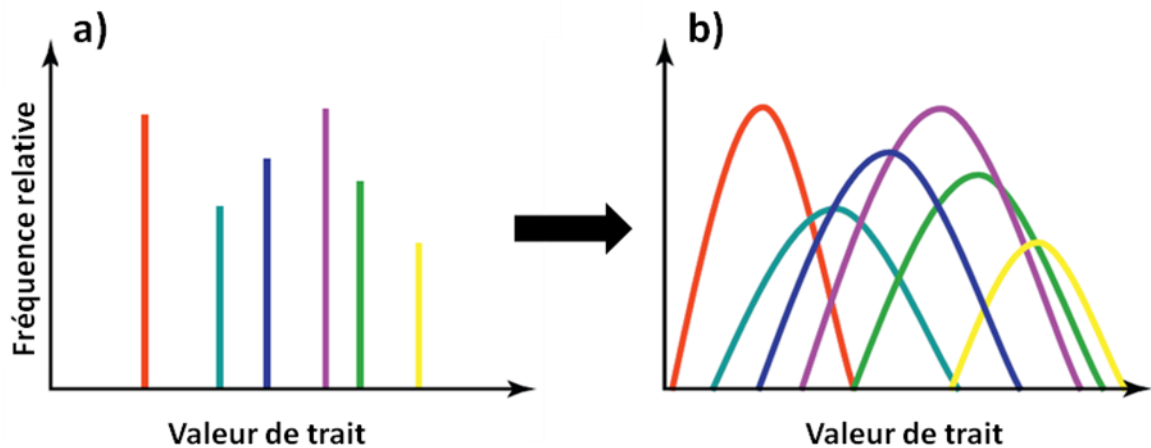 a)
b)
Fréquence relative
Valeur de trait
Valeur de trait